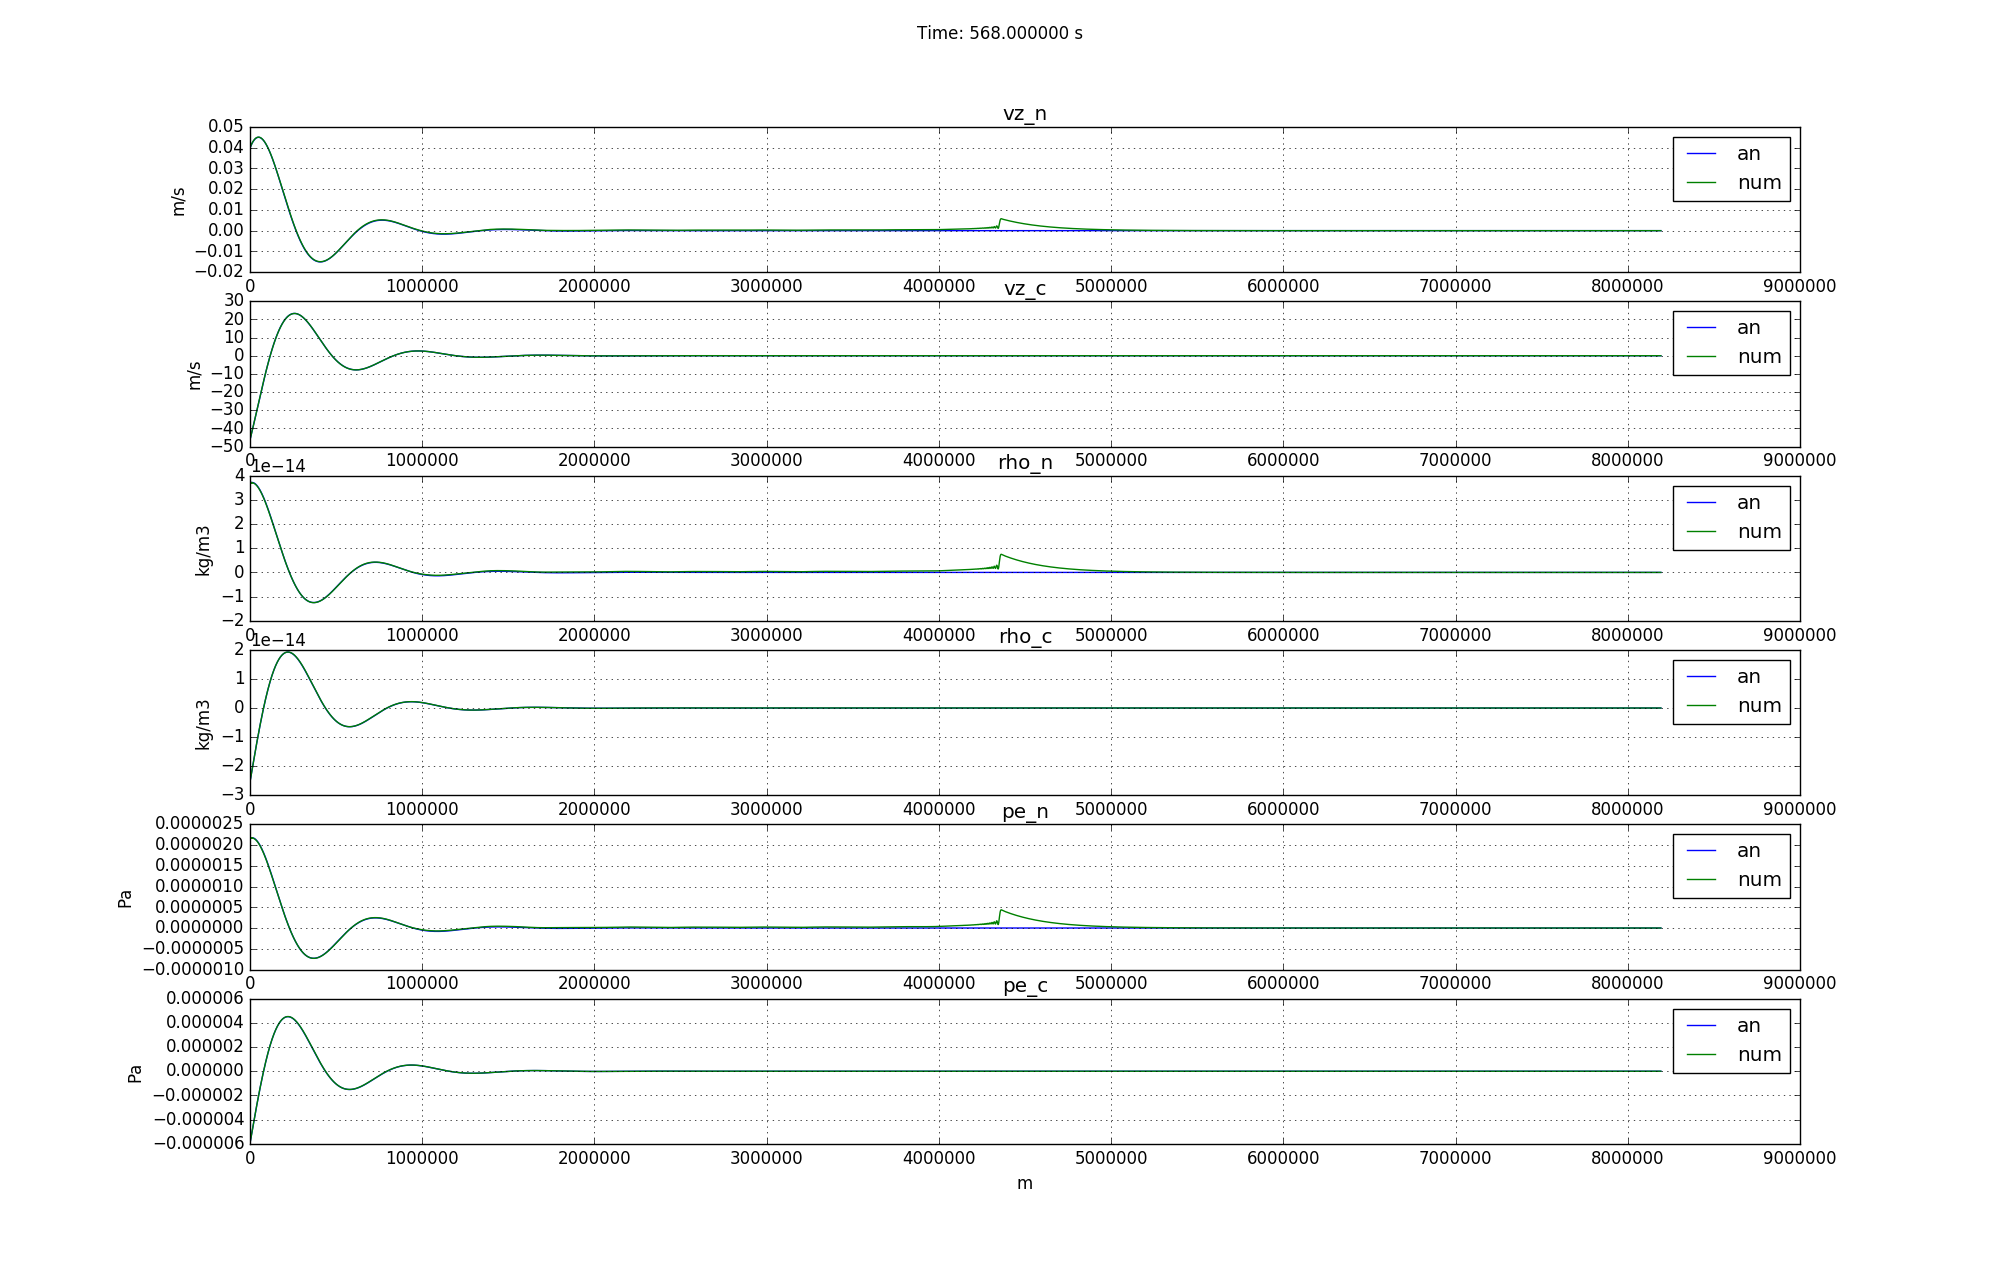 Time: 568.000000 s
vz_n
0.05
0.04
0.03
0.02
0.01
0.00
−0.01
−0.02
m/s
an
num
0 1000000 2000000 3000000 4000000 5000000 6000000 7000000 8000000 9000000
vz_c
30
20
10
0
−10
−20
−30
−40
−50
m/s
an
num
0 1000000 2000000 3000000 4000000 5000000 6000000 7000000 8000000 9000000
1e−14
rho_n
4
3
2
1
0
−1
−2
kg/m3
an
num
0 1000000 2000000 3000000 4000000 5000000 6000000 7000000 8000000 9000000
1e−14
rho_c
2
1
0
−1
−2
−3
kg/m3
an
num
0 1000000 2000000 3000000 4000000 5000000 6000000 7000000 8000000 9000000
pe_n
0.0000025
0.0000020
0.0000015
0.0000010
0.0000005
0.0000000
−0.0000005
−0.0000010
Pa
an
num
0 1000000 2000000 3000000 4000000 5000000 6000000 7000000 8000000 9000000
pe_c
0.000006
0.000004
0.000002
0.000000
−0.000002
−0.000004
−0.000006
Pa
an
num
0 1000000 2000000 3000000 4000000 5000000 6000000 7000000 8000000 9000000
m